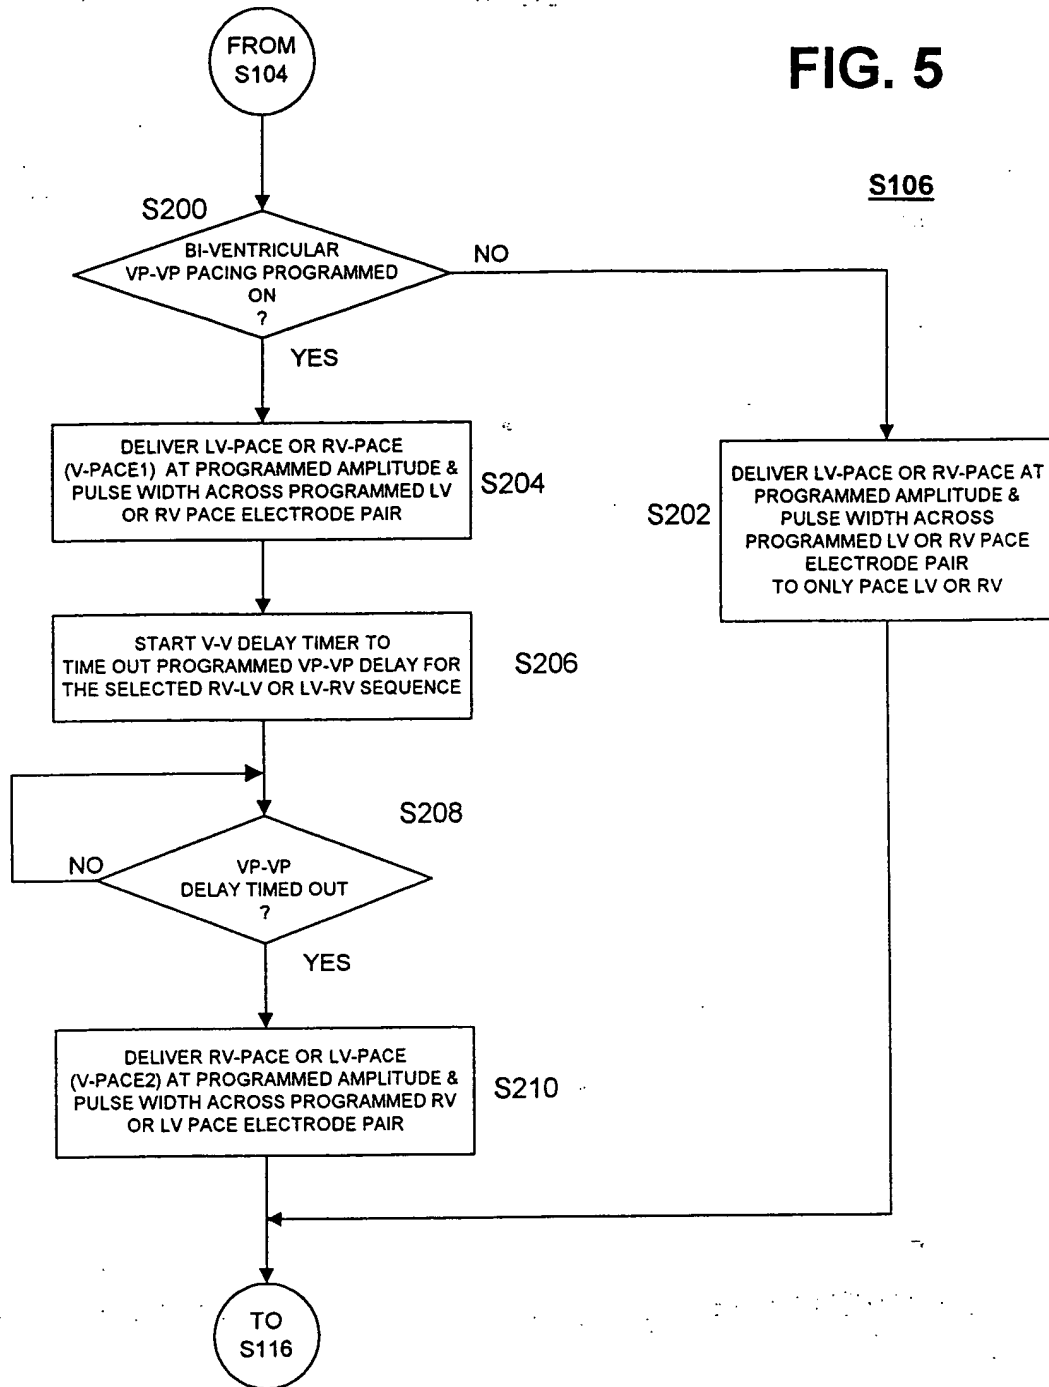 FROM
S104
FIG. 5
S106
S200
BI-VENTRICULAR
VP-VP PACING PROGRAMMED
ON
?
NO
YES
DELIVER LV-PACE OR RV-PACE
(V-PACE1) AT PROGRAMMED AMPLITUDE &
PULSE WIDTH ACROSS PROGRAMMED LV
OR RV PACE ELECTRODE PAIR
S204
S202
DELIVER LV-PACE OR RV-PACE AT
PROGRAMMED AMPLITUDE &
PULSE WIDTH ACROSS
PROGRAMMED LV OR RV PACE
ELECTRODE PAIR
TO ONLY PACE LV OR RV
START V-V DELAY TIMER TO
TIME OUT PROGRAMMED VP-VP DELAY FOR
THE SELECTED RV-LV OR LV-RV SEQUENCE
S206
S208
NO
VP-VP
DELAY TIMED OUT
?
YES
DELIVER RV-PACE OR LV-PACE
(V-PACE2) AT PROGRAMMED AMPLITUDE &
PULSE WIDTH ACROSS PROGRAMMED RV
OR LV PACE ELECTRODE PAIR
S210
TO
S116